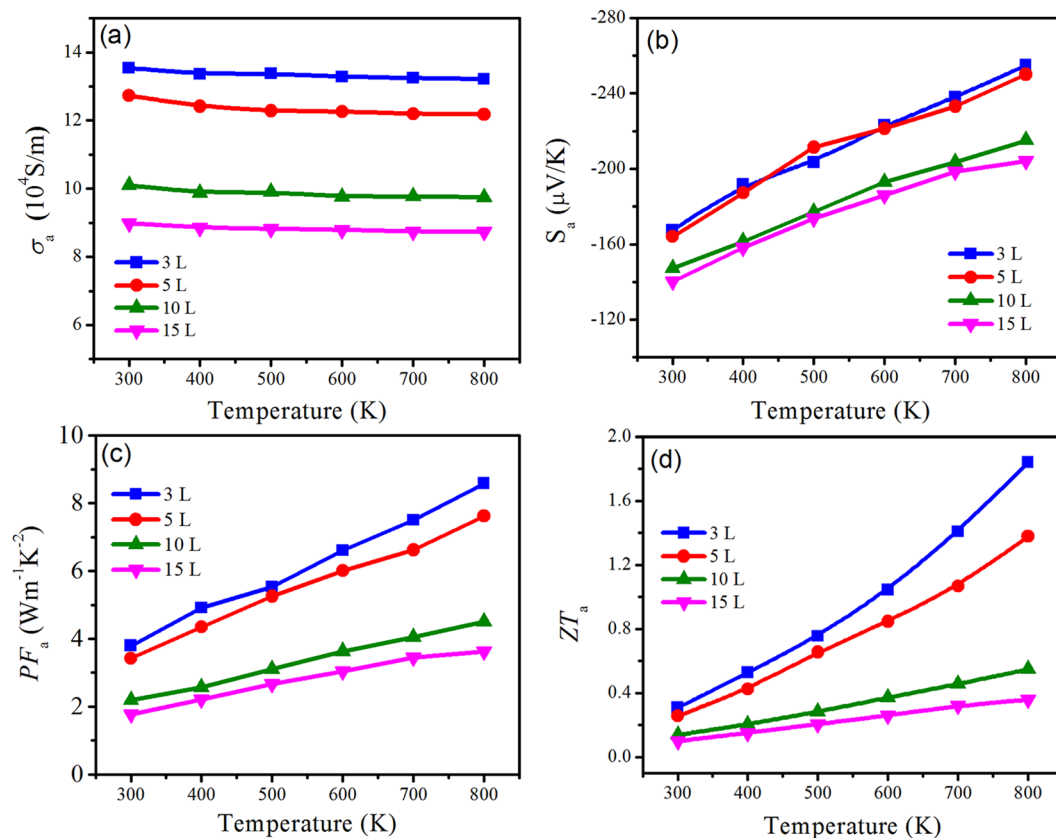 (a)
14
12
10
8
6
σa (10⁴S/m)
3 L
5 L
10 L
15 L
300 400 500 600 700 800
Temperature (K)
(b)
-280
-240
-200
-160
-120
Sa (μV/K)
3 L
5 L
10 L
15 L
300 400 500 600 700 800
Temperature (K)
(c)
10
8
6
4
2
0
PFa (Wm⁻¹K⁻²)
3 L
5 L
10 L
15 L
300 400 500 600 700 800
Temperature (K)
(d)
2.0
1.6
1.2
0.8
0.4
0.0
ZTa
3 L
5 L
10 L
15 L
300 400 500 600 700 800
Temperature (K)